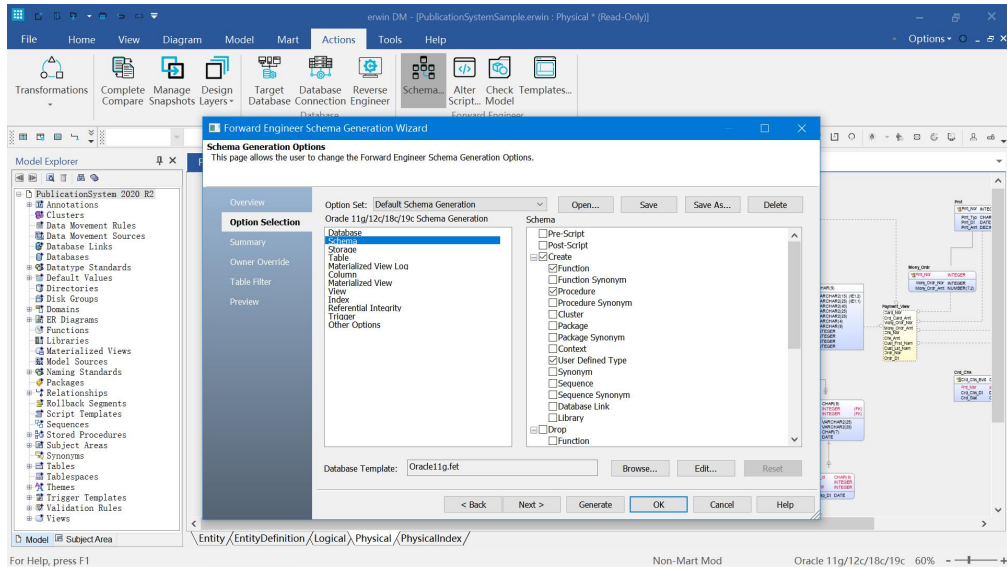 erwin DM - [PublicationSystemSample.erwin : Physical * (Read-Only)]
File Home View Diagram Model Mart Actions Tools Help Options
Transformations
Complete Compare
Manage Snapshots
Design Layers
Target Database
Database Connection
Reverse Engineer
Schema...
Alter Script...
Check Model
Templates...
Database
Forward Engineer
Model Explorer
PublicationSystem 2020 R2
Annotations
Clusters
Data Movement Rules
Data Movement Sources
Database Links
Databases
Datatype Standards
Default Values
Directories
Disk Groups
Domains
ER Diagrams
Functions
Libraries
Materialized Views
Model Sources
Naming Standards
Packages
Relationships
Rollback Segments
Script Templates
Sequences
Stored Procedures
Subject Areas
Synonyms
Tables
Tablespaces
Themes
Trigger Templates
Validation Rules
Views
Model Subject Area
Forward Engineer Schema Generation Wizard
Schema Generation Options
This page allows the user to change the Forward Engineer Schema Generation Options.
Overview
Option Selection
Summary
Owner Override
Table Filter
Preview
Option Set: Default Schema Generation Open... Save Save As... Delete
Oracle 11g/12c/18c/19c Schema Generation
Database
Schema
Storage
Table
Materialized View Log
Column
Materialized View
View
Index
Referential Integrity
Trigger
Other Options
Schema
Pre-Script
Post-Script
Create
Function
Function Synonym
Procedure
Procedure Synonym
Cluster
Package
Package Synonym
Context
User Defined Type
Synonym
Sequence
Sequence Synonym
Database Link
Library
Drop
Function
Database Template: Oracle11g.fet Browse... Edit... Reset
< Back Next > Generate OK Cancel Help
Mony_Ordr
INTEGER
Mony_Ordr_Nbr INTEGER
Mony_Ordr_Amt NUMBER(7,2)
Payment_View
Entity EntityDefinition Logical Physical PhysicalIndex
For Help, press F1 Non-Mart Mod Oracle 11g/12c/18c/19c 60%